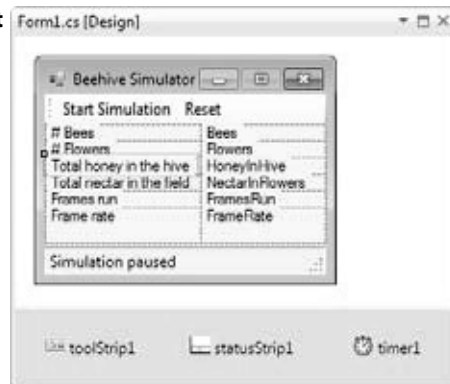 :
Form1.cs [Design]
Beehive Simulator
Start Simulation Reset
# Bees Bees
# Flowers Flowers
Total honey in the hive HoneyInHive
Total nectar in the field NectarInFlowers
Frames run FramesRun
Frame rate FrameRate
Simulation paused
toolStrip1 statusStrip1 timer1